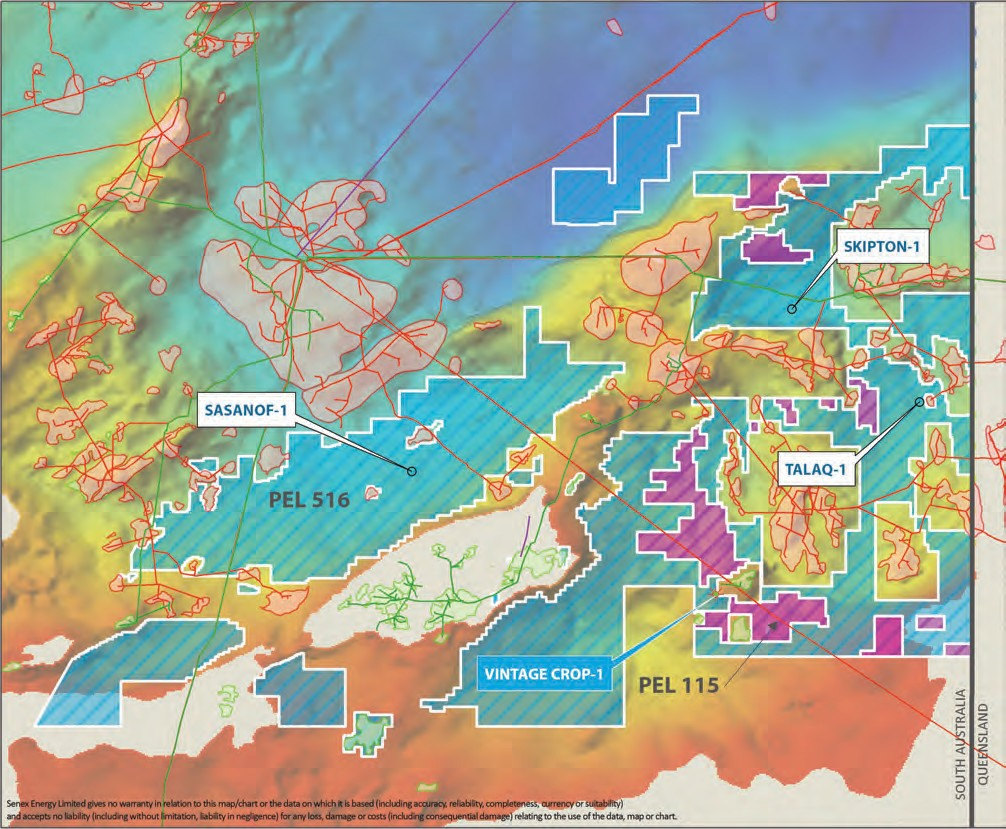 SKIPTON-1
SASANOF-1
TALAQ-1
PEL 516
VINTAGE CROP-1
PEL 115
SOUTH AUSTRALIA
QUEENSLAND
Senex Energy Limited gives no warranty in relation to this map/chart or the data on which it is based (including accuracy, reliability, completeness, currency or suitability)
and accepts no liability (including without limitation, liability in negligence) for any loss, damage or costs (including consequential damage) relating to the use of the data, map or chart.